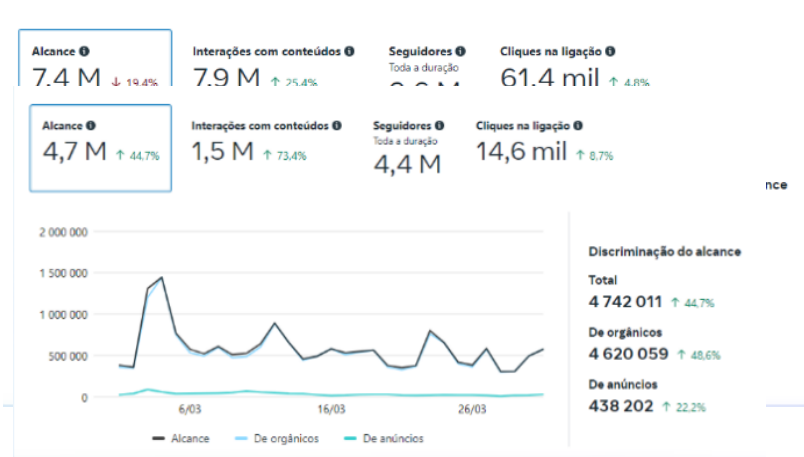 Alcance Interações com conteúdos Seguidores Cliques na ligação
Toda a duração
7,4 M ↓ 19,4% 7,9 M ↑ 25,4% 61,4 mil ↑ 4,8%
Alcance Interações com conteúdos Seguidores Cliques na ligação
Toda a duração
4,7 M ↑ 44,7% 1,5 M ↑ 73,4% 4,4 M 14,6 mil ↑ 8,7%
nce
2 000 000
1 500 000
1 000 000
500 000
0
6/03 16/03 26/03
Alcance De orgânicos De anúncios
Discriminação do alcance
Total
4 742 011 ↑ 44,7%
De orgânicos
4 620 059 ↑ 48,6%
De anúncios
438 202 ↑ 22,2%